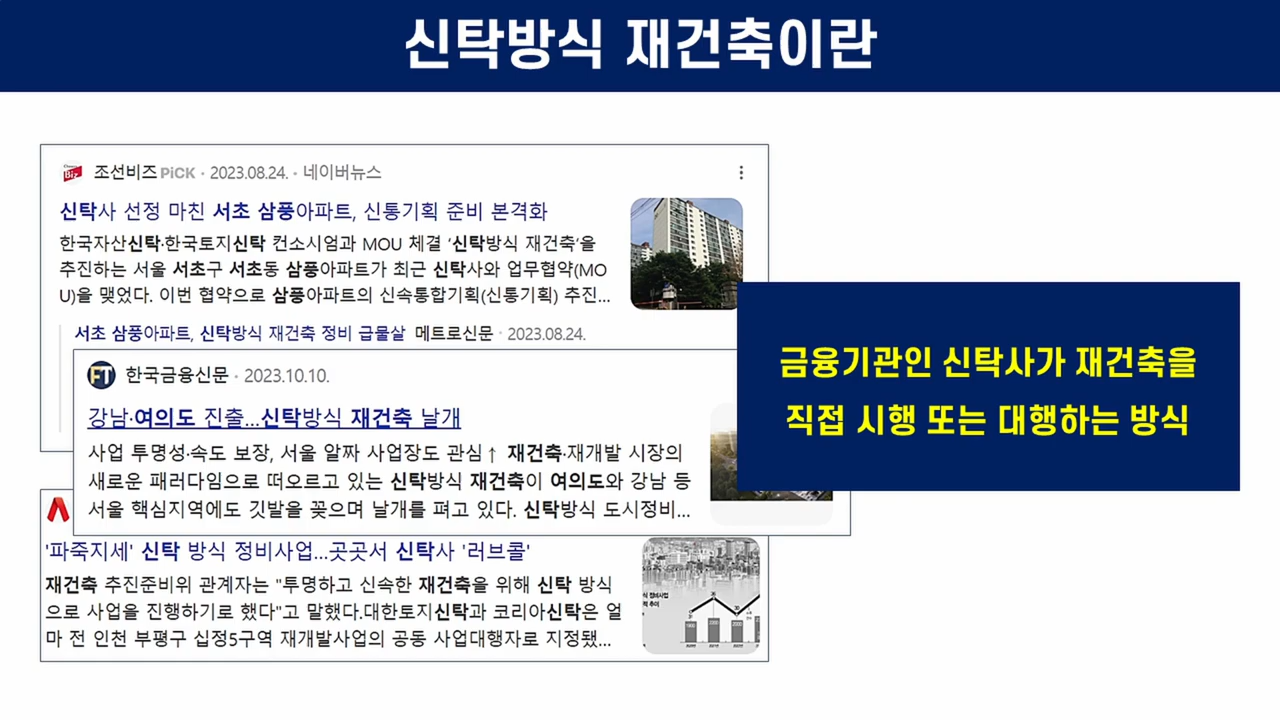 신탁방식 재건축이란
조선비즈 PiCK · 2023.08.24. · 네이버뉴스
신탁사 선정 마친 서초 삼풍아파트, 신통기획 준비 본격화
한국자산신탁·한국토지신탁 컨소시엄과 MOU 체결 ‘신탁방식 재건축’을
추진하는 서울 서초구 서초동 삼풍아파트가 최근 신탁사와 업무협약(MO
U)을 맺었다. 이번 협약으로 삼풍아파트의 신속통합기획(신통기획) 추진...
서초 삼풍아파트, 신탁방식 재건축 정비 급물살 메트로신문 · 2023.08.24.
FT 한국금융신문 · 2023.10.10.
강남·여의도 진출...신탁방식 재건축 날개
사업 투명성·속도 보장, 서울 알짜 사업장도 관심↑ 재건축·재개발 시장의
새로운 패러다임으로 떠오르고 있는 신탁방식 재건축이 여의도와 강남 등
서울 핵심지역에도 깃발을 꽂으며 날개를 펴고 있다. 신탁방식 도시정비...
금융기관인 신탁사가 재건축을
직접 시행 또는 대행하는 방식
'파죽지세' 신탁 방식 정비사업...곳곳서 신탁사 '러브콜'
재건축 추진준비위 관계자는 "투명하고 신속한 재건축을 위해 신탁 방식
으로 사업을 진행하기로 했다"고 말했다.대한토지신탁과 코리아신탁은 얼
마 전 인천 부평구 십정5구역 재개발사업의 공동 사업대행자로 지정됐...